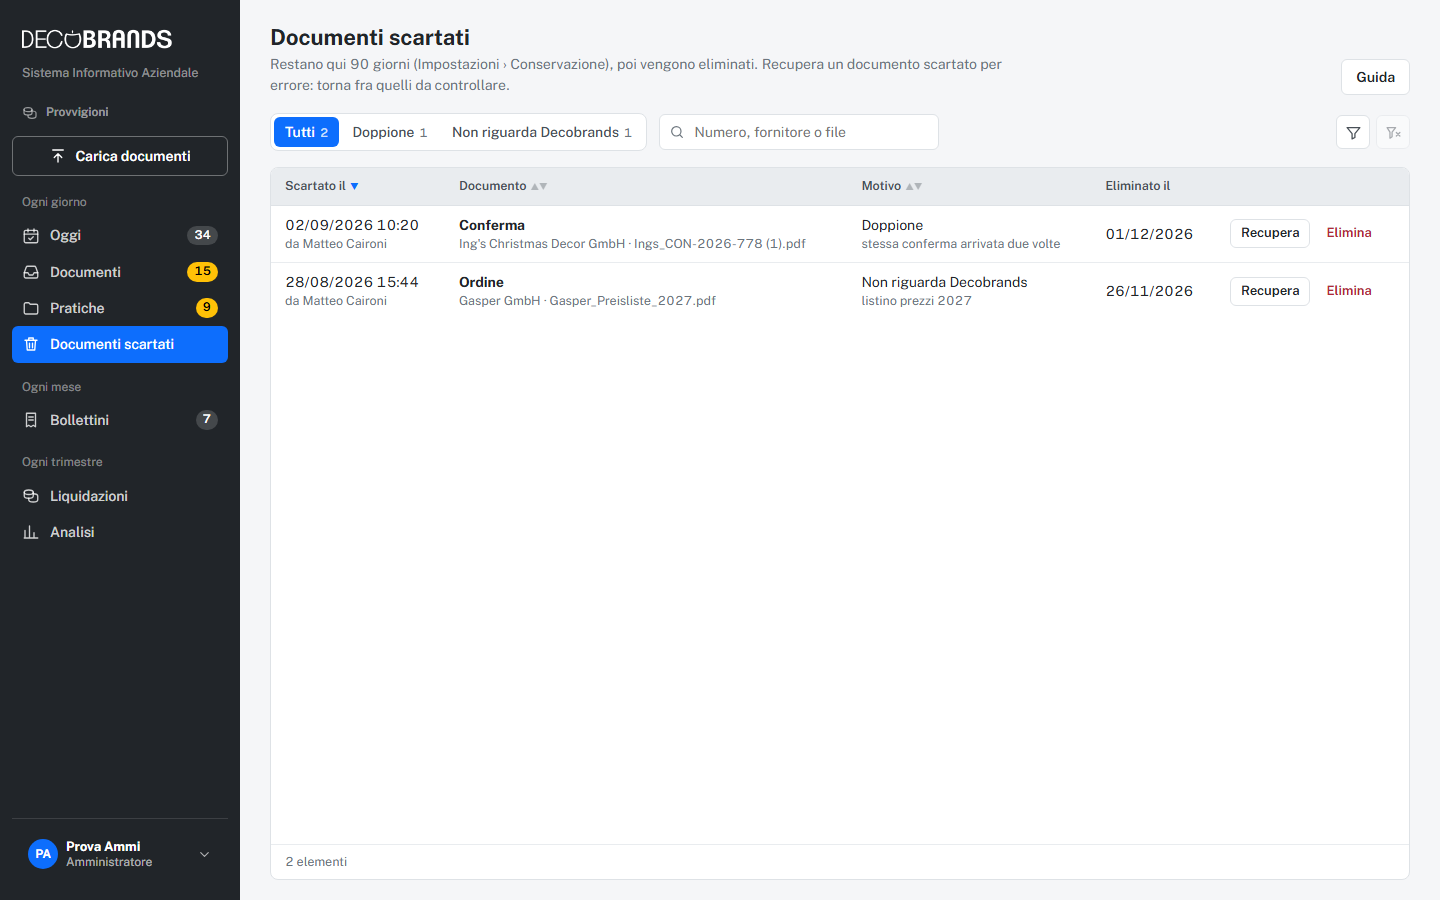 DECOBRANDS
Sistema Informativo Aziendale
Provvigioni
Carica documenti
Ogni giorno
Oggi 34
Documenti 15
Pratiche 9
Documenti scartati
Ogni mese
Bollettini 7
Ogni trimestre
Liquidazioni
Analisi
PA
Prova Ammi
Amministratore
Documenti scartati
Restano qui 90 giorni (Impostazioni › Conservazione), poi vengono eliminati. Recupera un documento scartato per
errore: torna fra quelli da controllare.
Guida
Tutti 2 Doppione 1 Non riguarda Decobrands 1 Numero, fornitore o file
Scartato il ▼ Documento ▲▼ Motivo ▲▼ Eliminato il
02/09/2026 10:20 Conferma Doppione 01/12/2026 Recupera Elimina
da Matteo Caironi Ing's Christmas Decor GmbH · Ings_CON-2026-778 (1).pdf stessa conferma arrivata due volte
28/08/2026 15:44 Ordine Non riguarda Decobrands 26/11/2026 Recupera Elimina
da Matteo Caironi Gasper GmbH · Gasper_Preisliste_2027.pdf listino prezzi 2027
2 elementi